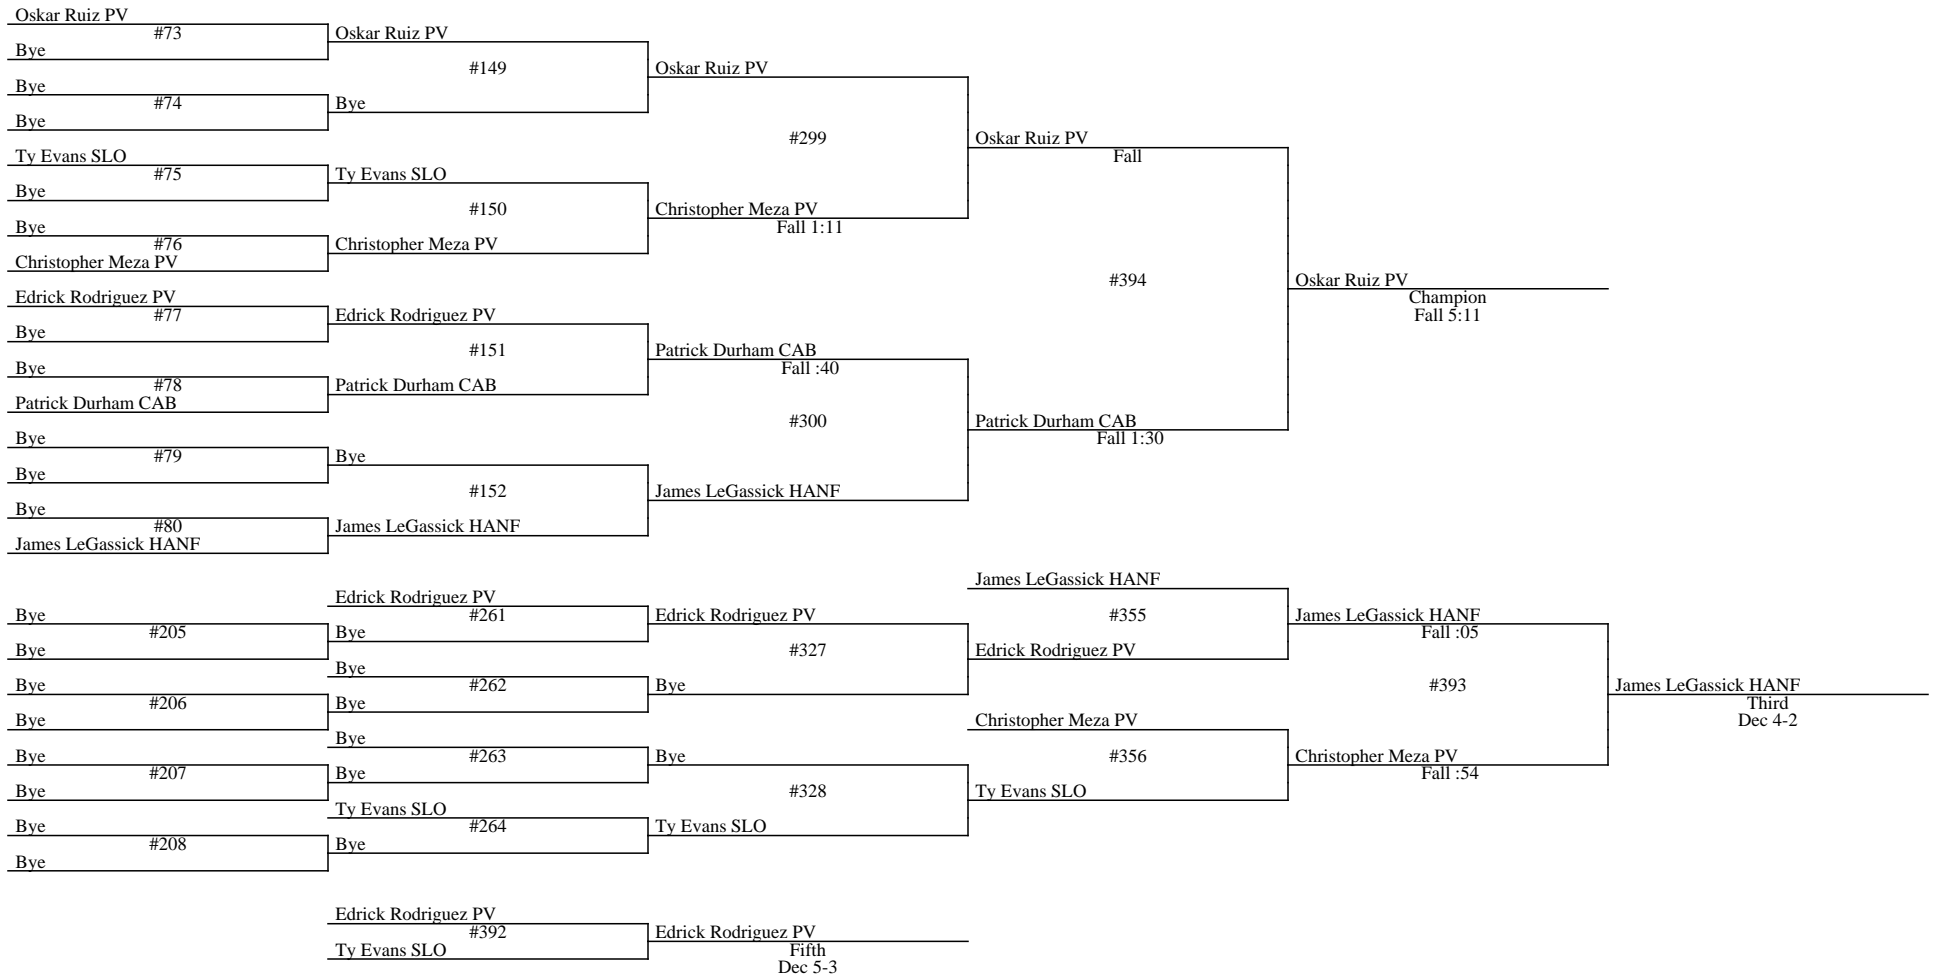 Oskar Ruiz PV
#73
Bye
Oskar Ruiz PV
#149
Bye
#74
Bye
Bye
Oskar Ruiz PV
#299
Ty Evans SLO
#75
Bye
Ty Evans SLO
#150
Bye
#76
Christopher Meza PV
Christopher Meza PV
Christopher Meza PV
Fall 1:11
Oskar Ruiz PV
Fall
#394
Edrick Rodriguez PV
#77
Bye
Edrick Rodriguez PV
#151
Bye
#78
Patrick Durham CAB
Patrick Durham CAB
Patrick Durham CAB
Fall :40
#300
Bye
#79
Bye
Bye
#152
Bye
#80
James LeGassick HANF
James LeGassick HANF
James LeGassick HANF
Patrick Durham CAB
Fall 1:30
Oskar Ruiz PV
Champion
Fall 5:11
Bye
#205
Bye
Edrick Rodriguez PV
#261
Bye
Edrick Rodriguez PV
#327
Bye
#206
Bye
Bye
#262
Bye
Bye
James LeGassick HANF
#355
Edrick Rodriguez PV
James LeGassick HANF
Fall :05
#393
Bye
#207
Bye
Bye
#263
Bye
Bye
#328
Bye
#208
Bye
Ty Evans SLO
#264
Bye
Ty Evans SLO
Christopher Meza PV
#356
Ty Evans SLO
Christopher Meza PV
Fall :54
James LeGassick HANF
Third
Dec 4-2
Edrick Rodriguez PV
#392
Ty Evans SLO
Edrick Rodriguez PV
Fifth
Dec 5-3